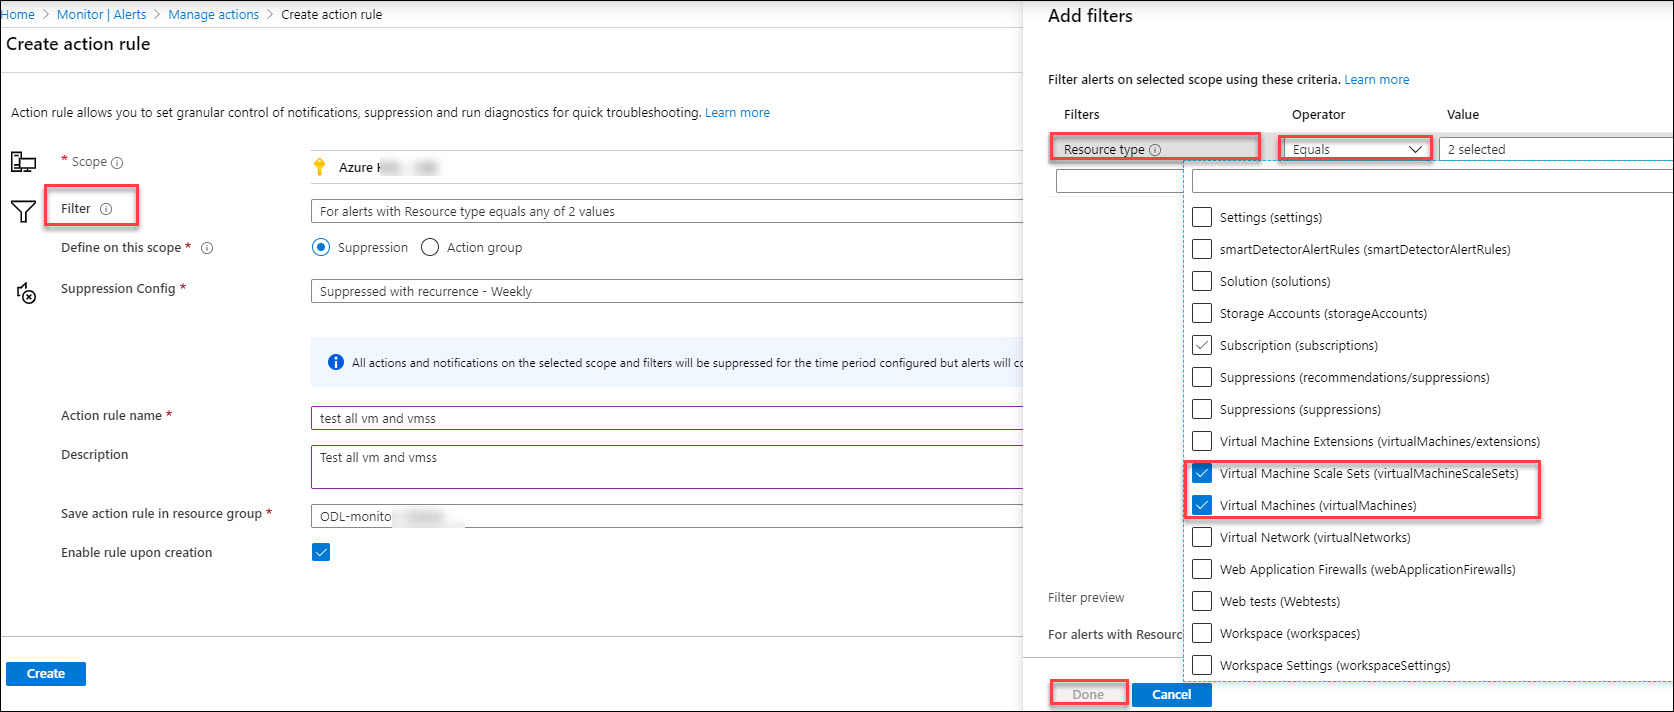 Home > Monitor | Alerts > Manage actions > Create action rule
Create action rule
Action rule allows you to set granular control of notifications, suppression and run diagnostics for quick troubleshooting. Learn more
* Scope
Azure
Filter
For alerts with Resource type equals any of 2 values
Define on this scope *
Suppression
Action group
Suppression Config *
Suppressed with recurrence - Weekly
All actions and notifications on the selected scope and filters will be suppressed for the time period configured but alerts will
Action rule name *
test all vm and vmss
Description
Test all vm and vmss
Save action rule in resource group *
ODL-monito
Enable rule upon creation
Create
Add filters
Filter alerts on selected scope using these criteria. Learn more
Filters Operator Value
Resource type Equals 2 selected
Settings (settings)
smartDetectorAlertRules (smartDetectorAlertRules)
Solution (solutions)
Storage Accounts (storageAccounts)
Subscription (subscriptions)
Suppressions (recommendations/suppressions)
Suppressions (suppressions)
Virtual Machine Extensions (virtualMachines/extensions)
Virtual Machine Scale Sets (virtualMachineScaleSets)
Virtual Machines (virtualMachines)
Virtual Network (virtualNetworks)
Web Application Firewalls (webApplicationFirewalls)
Web tests (Webtests)
Workspace (workspaces)
Workspace Settings (workspaceSettings)
Filter preview
For alerts with Resourc
Done
Cancel